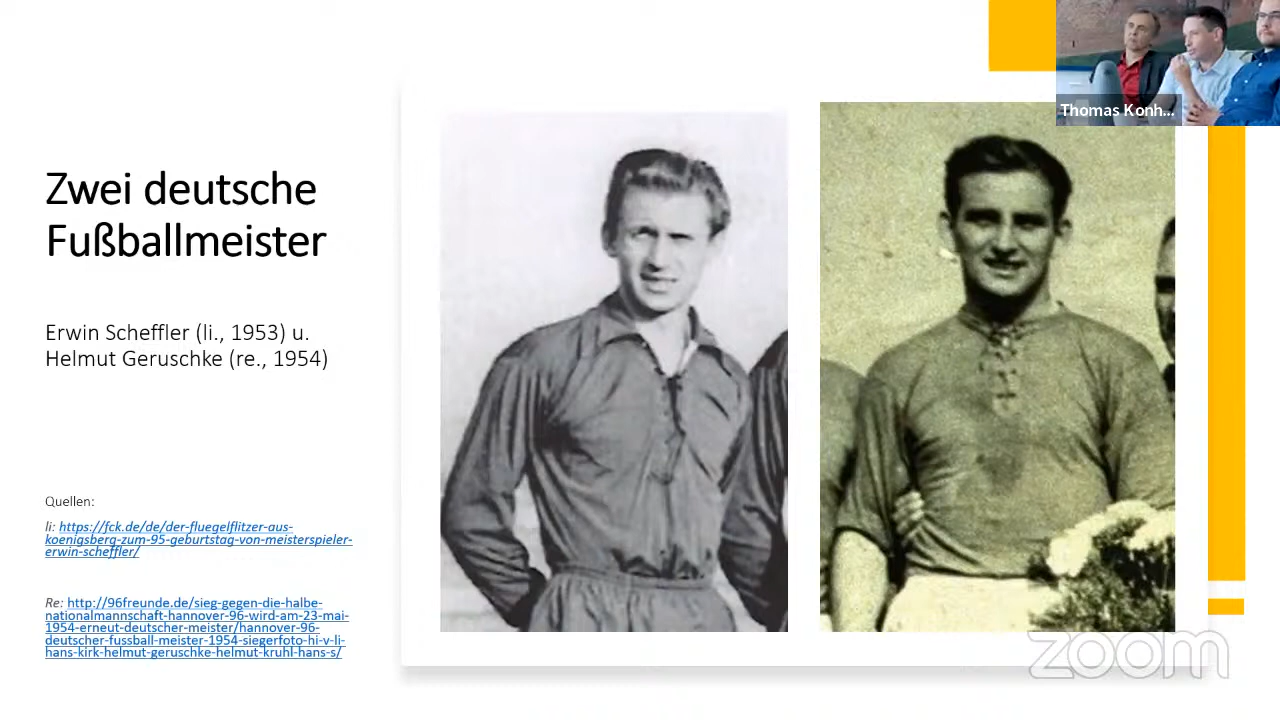 Zwei deutsche
Fußballmeister
Erwin Scheffler (li., 1953) u.
Helmut Geruschke (re., 1954)
Quellen:
li: https://fck.de/de/der-fluegelflitzer-aus-
koenigsberg-zum-95-geburtstag-von-meisterspieler-
erwin-scheffler/
Re: http://96freunde.de/sieg-gegen-die-halbe-
nationalmannschaft-hannover-96-wird-am-23-mai-
1954-erneut-deutscher-meister/hannover-96-
deutscher-fussball-meister-1954-siegerfoto-hi-v-li-
hans-kirk-helmut-geruschke-helmut-kruhl-hans-s/
Thomas Konh...
zoom